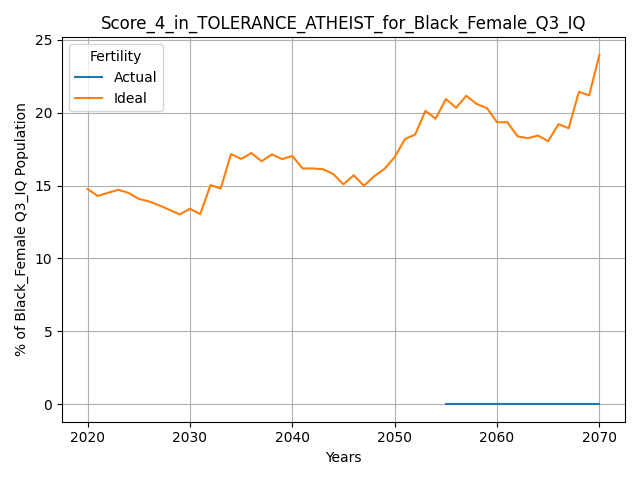 Score_4_in_TOLERANCE_ATHEIST_for_Black_Female_Q3_IQ
Fertility
Actual
Ideal
% of Black_Female Q3_IQ Population
25
20
15
10
5
0
2020
2030
2040
2050
2060
2070
Years